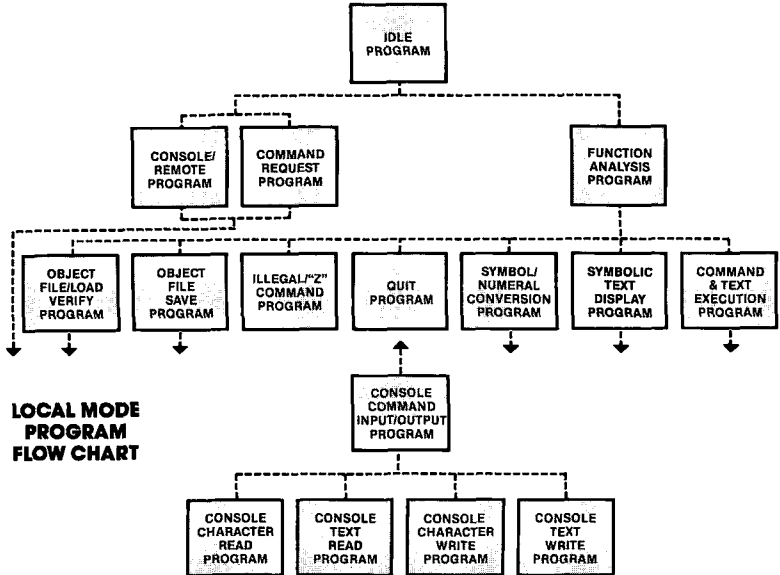 IDLE
PROGRAM
CONSOLE/
REMOTE
PROGRAM
COMMAND
REQUEST
PROGRAM
FUNCTION
ANALYSIS
PROGRAM
OBJECT
FILE/LOAD
VERIFY
PROGRAM
OBJECT
FILE
SAVE
PROGRAM
ILLEGAL/"Z"
COMMAND
PROGRAM
QUIT
PROGRAM
SYMBOL/
NUMERAL
CONVERSION
PROGRAM
SYMBOLIC
TEXT
DISPLAY
PROGRAM
COMMAND
& TEXT
EXECUTION
PROGRAM
LOCAL MODE
PROGRAM
FLOW CHART
CONSOLE
COMMAND
INPUT/OUTPUT
PROGRAM
CONSOLE
CHARACTER
READ
PROGRAM
CONSOLE
TEXT
READ
PROGRAM
CONSOLE
CHARACTER
WRITE
PROGRAM
CONSOLE
TEXT
WRITE
PROGRAM